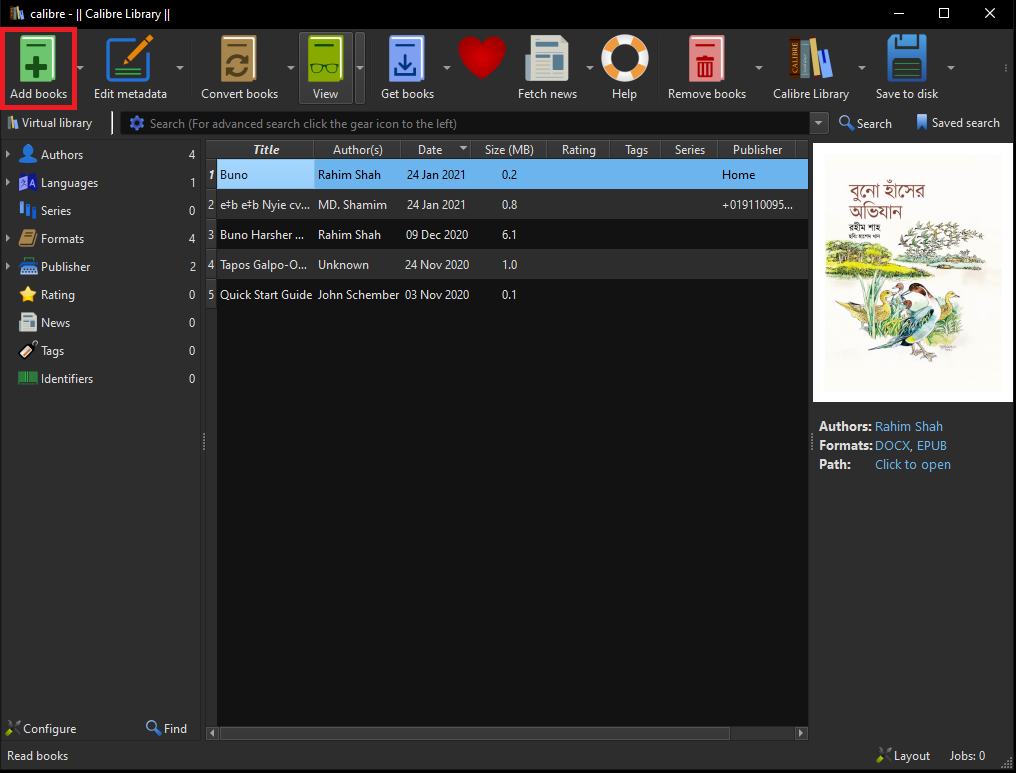 calibre - || Calibre Library ||
Add books
Edit metadata
Convert books
View
Get books
Fetch news
Help
Remove books
Calibre Library
Save to disk
Virtual library
Search (For advanced search click the gear icon to the left)
Search
Saved search
Authors 4
Languages 1
Series 0
Formats 4
Publisher 2
Rating 0
News 0
Tags 0
Identifiers 0
Title Author(s) Date Size (MB) Rating Tags Series Publisher
1 Buno Rahim Shah 24 Jan 2021 0.2 Home
2 MD. Shamim 24 Jan 2021 0.8 +019110095...
3 Buno Harsher ... Rahim Shah 09 Dec 2020 6.1
4 Tapos Galpo-O... Unknown 24 Nov 2020 1.0
5 Quick Start Guide John Schember 03 Nov 2020 0.1
বুনো হাঁসের
অভিযান
রহীম শাহ
Authors: Rahim Shah
Formats: DOCX, EPUB
Path: Click to open
Configure
Find
Read books
Layout
Jobs: 0
CALIBRE